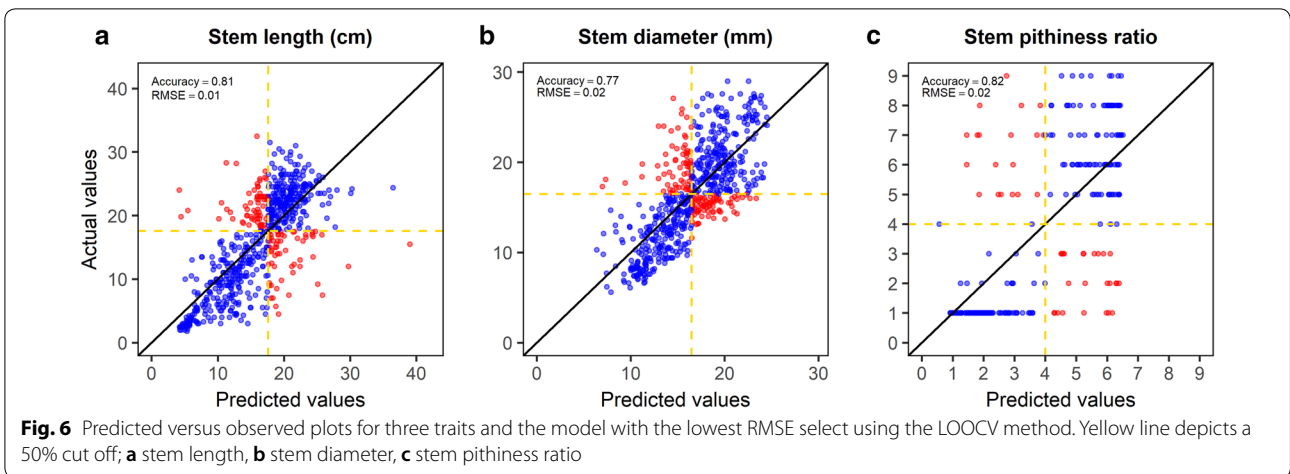 a Stem length (cm)
Accuracy = 0.81
RMSE = 0.01
Actual values
40
30
20
10
0
0 10 20 30 40
Predicted values
b Stem diameter (mm)
Accuracy = 0.77
RMSE = 0.02
30
20
10
0
0 10 20 30
Predicted values
c Stem pithiness ratio
Accuracy = 0.82
RMSE = 0.02
9
8
7
6
5
4
3
2
1
0
0 1 2 3 4 5 6 7 8 9
Predicted values
Fig. 6 Predicted versus observed plots for three traits and the model with the lowest RMSE select using the LOOCV method. Yellow line depicts a
50% cut off; a stem length, b stem diameter, c stem pithiness ratio